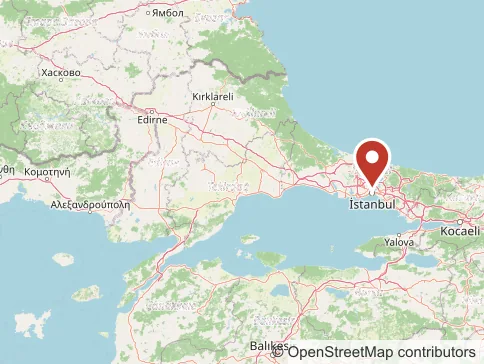 Ямбол
Хасково
Kırklareli
Edirne
Κομοτηνή
Αλεξανδρούπολη
İstanbul
Kocaeli
Yalova
Balıkes
© OpenStreetMap contributors